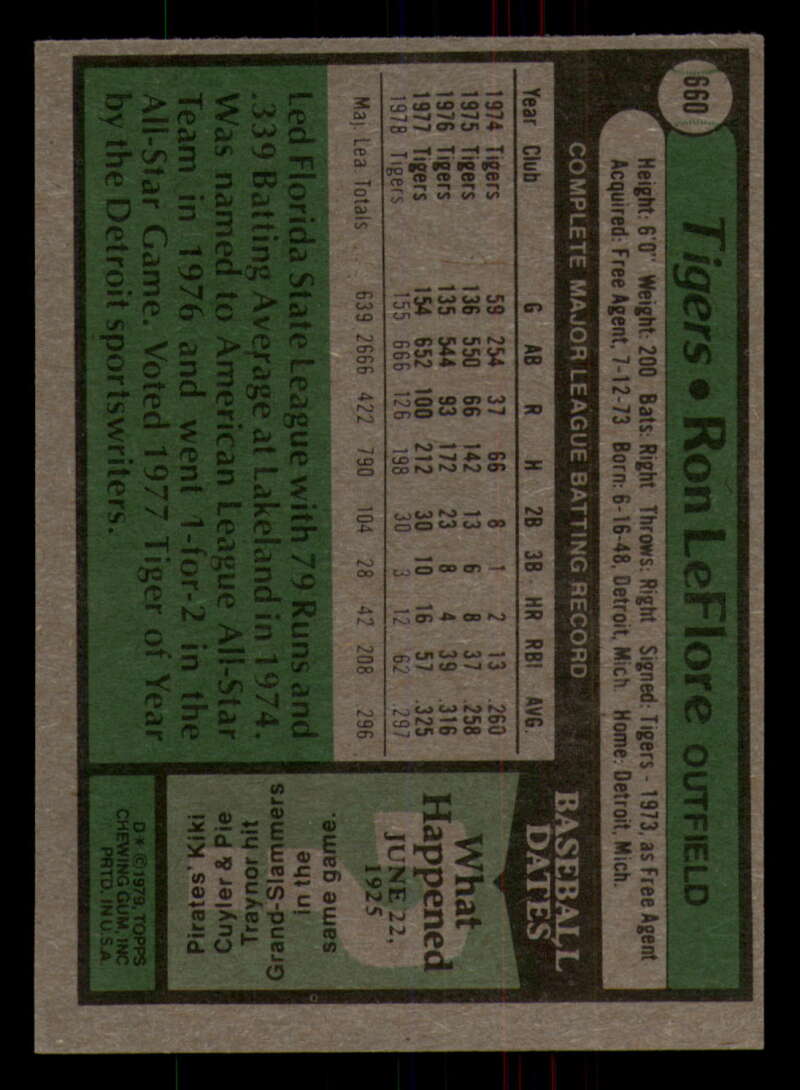 660
Tigers • Ron LeFlore OUTFIELD
Height: 6'0" Weight: 200 Bats: Right Throws: Right Signed: Tigers - 1973, as Free Agent
Acquired: Free Agent, 7-12-73 Born: 6-16-48, Detroit, Mich. Home: Detroit, Mich.
COMPLETE MAJOR LEAGUE BATTING RECORD
Year Club G AB R H 2B 3B HR RBI AVG.
1974 Tigers 59 254 37 66 8 1 2 13 .260
1975 Tigers 136 550 66 142 13 6 8 37 .258
1976 Tigers 135 544 93 172 23 8 4 39 .316
1977 Tigers 154 652 100 212 30 10 16 57 .325
1978 Tigers 155 666 126 198 30 3 12 62 .297
Maj. Lea Totals 639 2666 422 790 104 28 42 208 .296
Led Florida State League with 79 Runs and
.339 Batting Average at Lakeland in 1974.
Was named to American League All-Star
Team in 1976 and went 1-for-2 in the
All-Star Game. Voted 1977 Tiger of Year
by the Detroit sportswriters.
BASEBALL
DATES
What
Happened
JUNE 22,
1925
Pirates' Kiki
Cuyler & Pie
Traynor hit
Grand-Slammers
in the
same game.
D* © 1979, TOPPS
CHEWING GUM, INC
PRTD. IN U.S.A.